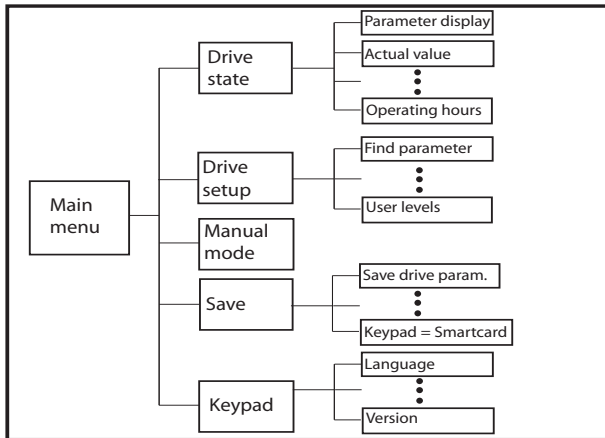 Main
menu
Drive
state
Parameter display
Actual value
Operating hours
Drive
setup
Find parameter
User levels
Manual
mode
Save
Save drive param.
Keypad = Smartcard
Keypad
Language
Version